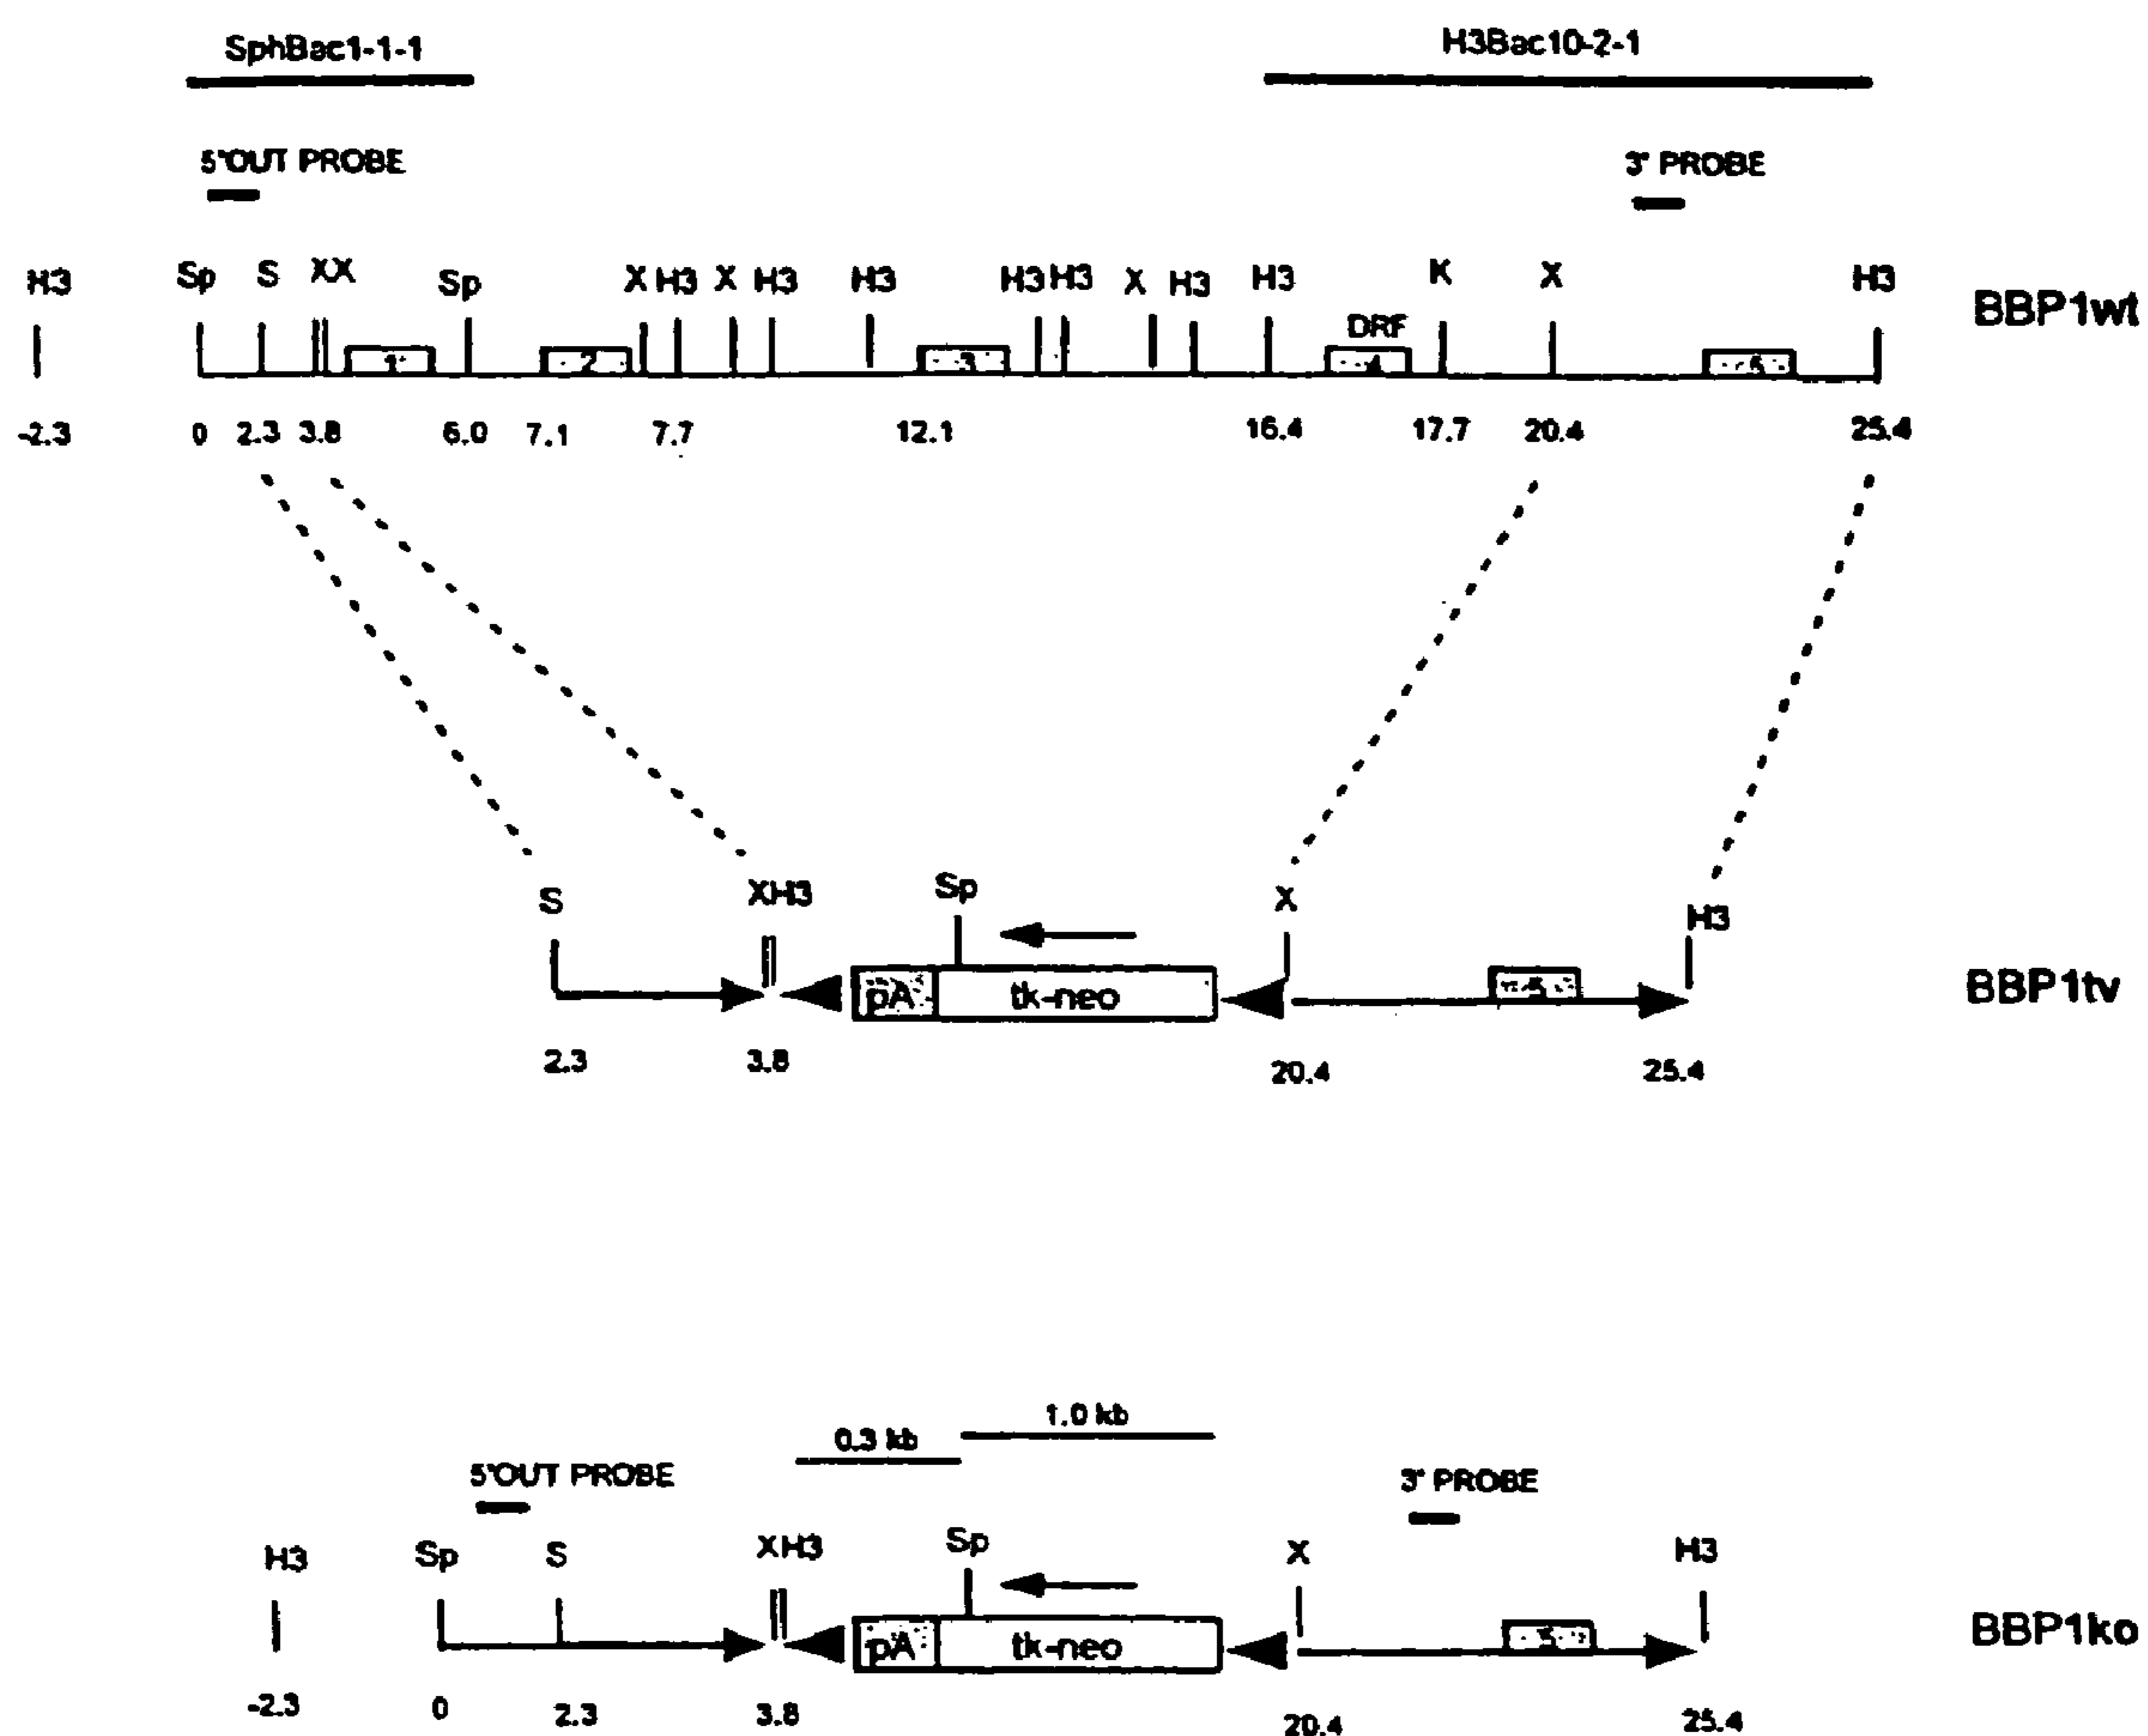 SphBac1-1-1 H3Bac10-2-1
5'OUT PROBE 3' PROBE
H3 Sp S XX Sp X H3 X H3 H3 H3 H3 X H3 H3 K X H3
BBP1wt
DRF
1 2 3 4 5
-2.3 0 2.3 3.8 6.0 7.1 7.7 12.1 16.4 17.7 20.4 25.4
S XH3 Sp X H3
pA tk-neo 5 BBP1tv
2.3 3.8 20.4 25.4
1.0 kb
0.3 kb
5'OUT PROBE 3' PROBE
H3 Sp S XH3 Sp X H3
pA tk-neo 5 BBP1ko
-2.3 0 2.3 3.8 20.4 25.4